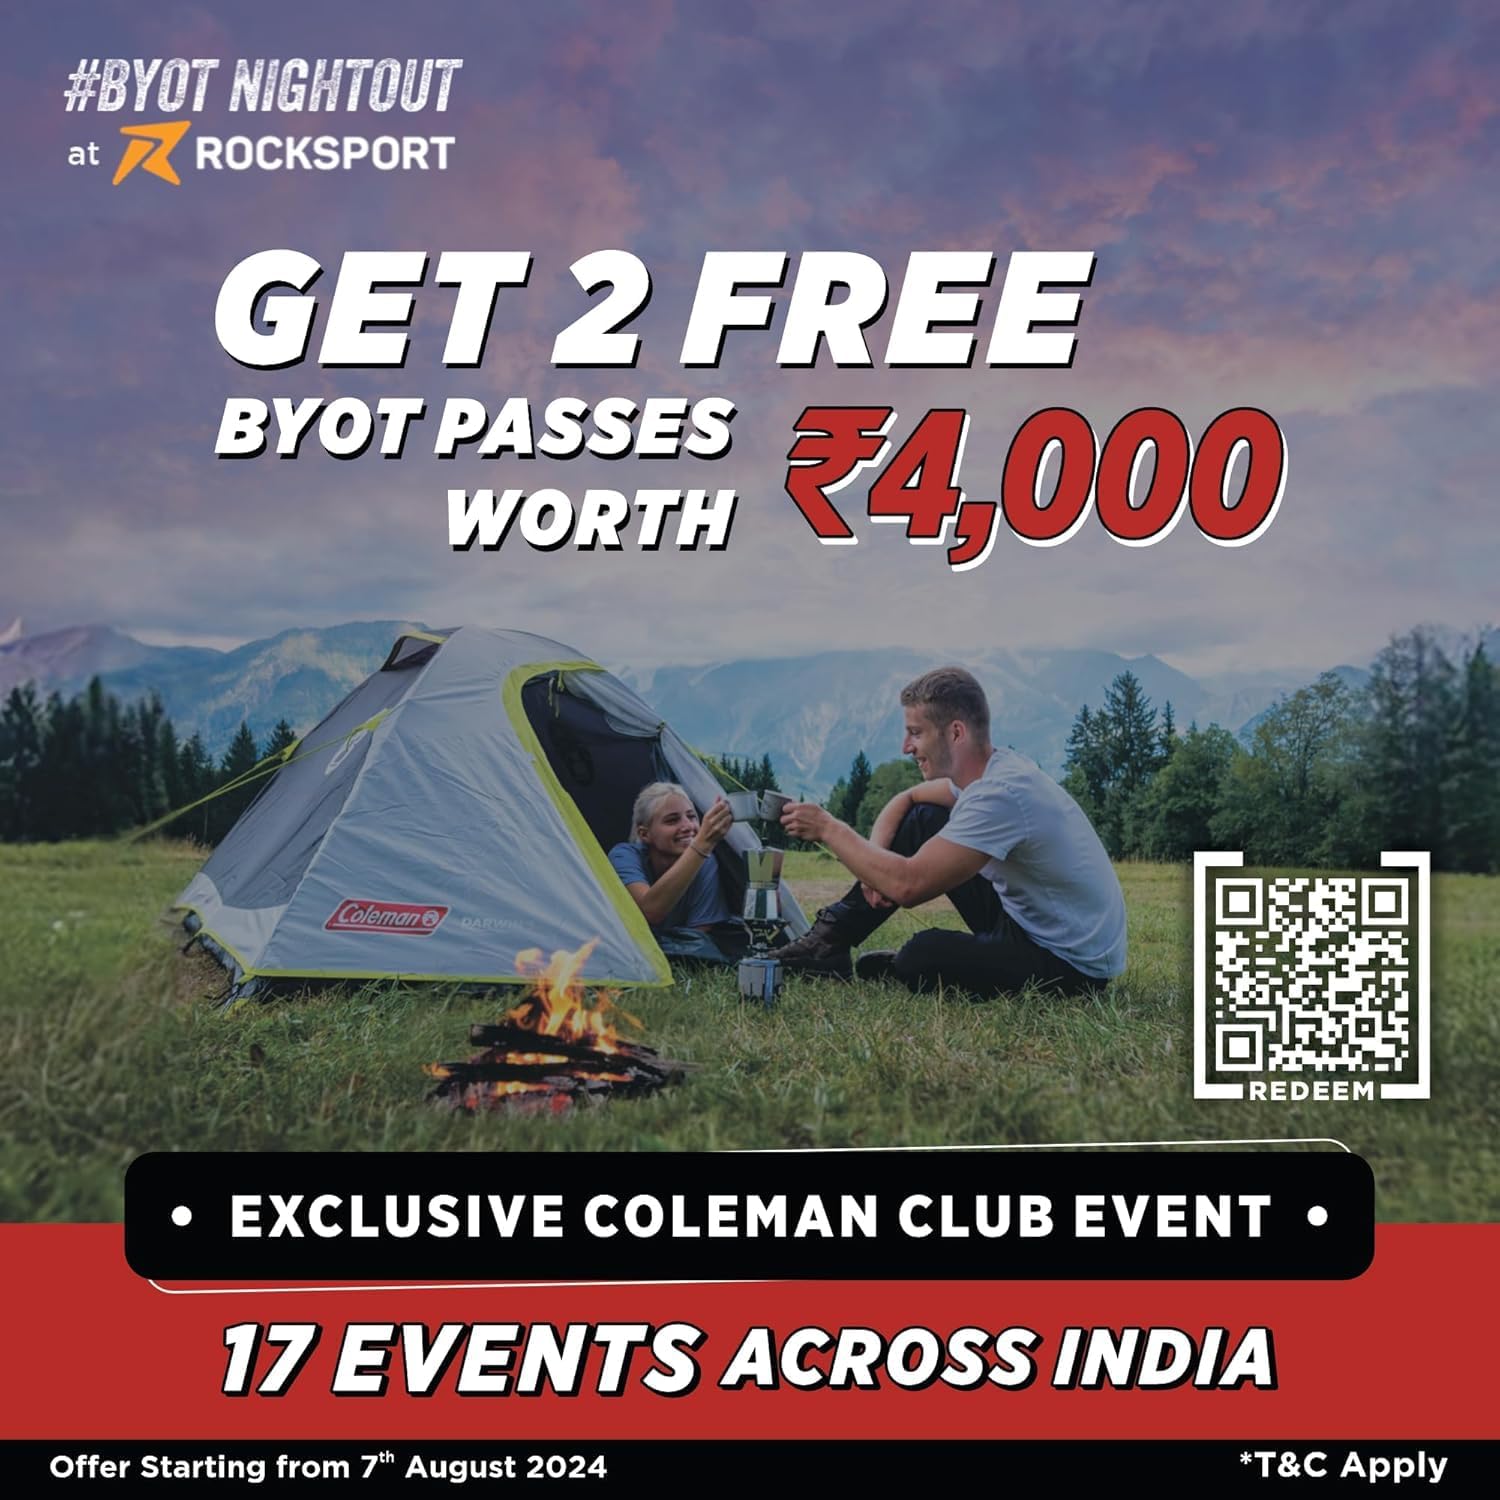 #BYOT NIGHTOUT
at ROCKSPORT
GET 2 FREE
BYOT PASSES
WORTH ₹4,000
Coleman
REDEEM
• EXCLUSIVE COLEMAN CLUB EVENT •
17 EVENTS ACROSS INDIA
Offer Starting from 7th August 2024
*T&C Apply